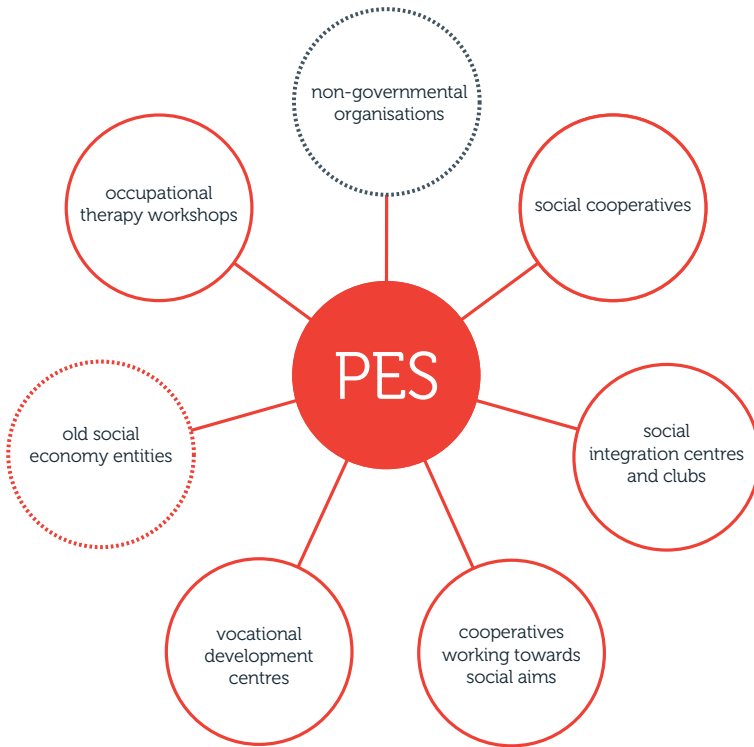 non-governmental
organisations
occupational
therapy workshops
social cooperatives
PES
old social
economy entities
social
integration centres
and clubs
vocational
development
centres
cooperatives
working towards
social aims